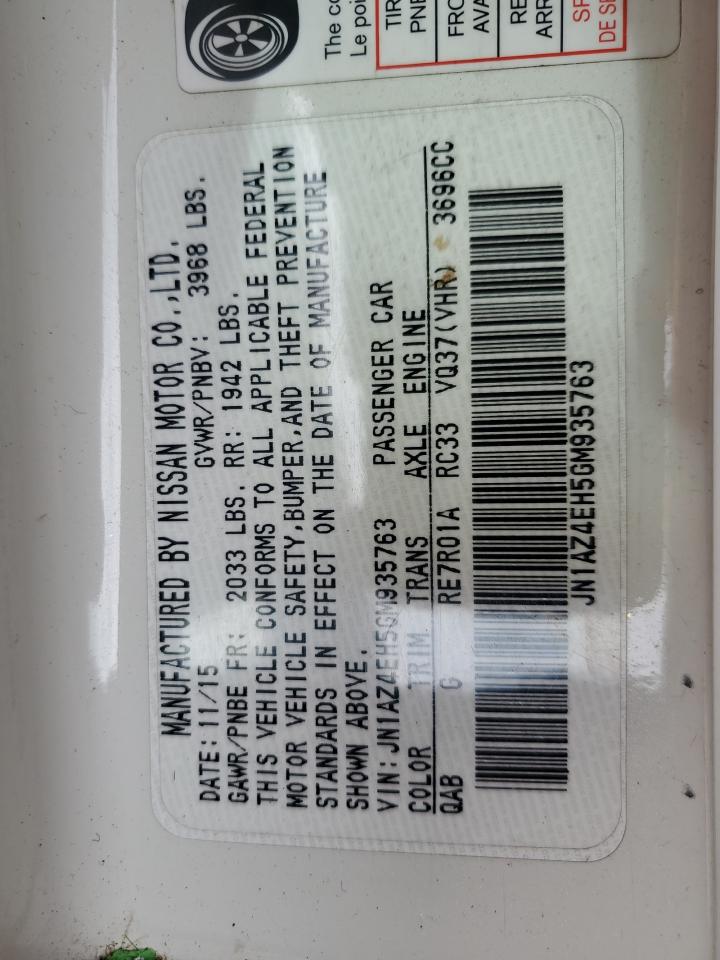 The co
Le poi
TIR
PNE
FRO
AVA
RE
ARR
SP
DE SE
MANUFACTURED BY NISSAN MOTOR CO.,LTD.
DATE: 11/15 GVWR/PNBV: 3968 LBS.
GAWR/PNBE FR: 2033 LBS. RR: 1942 LBS.
THIS VEHICLE CONFORMS TO ALL APPLICABLE FEDERAL
MOTOR VEHICLE SAFETY,BUMPER,AND THEFT PREVENTION
STANDARDS IN EFFECT ON THE DATE OF MANUFACTURE
SHOWN ABOVE.
VIN: JN1AZ4EH5GM935763 PASSENGER CAR
COLOR TRIM TRANS AXLE ENGINE
QAB G RE7R01A RC33 VQ37(VHR) 3696CC
JN1AZ4EH5GM935763